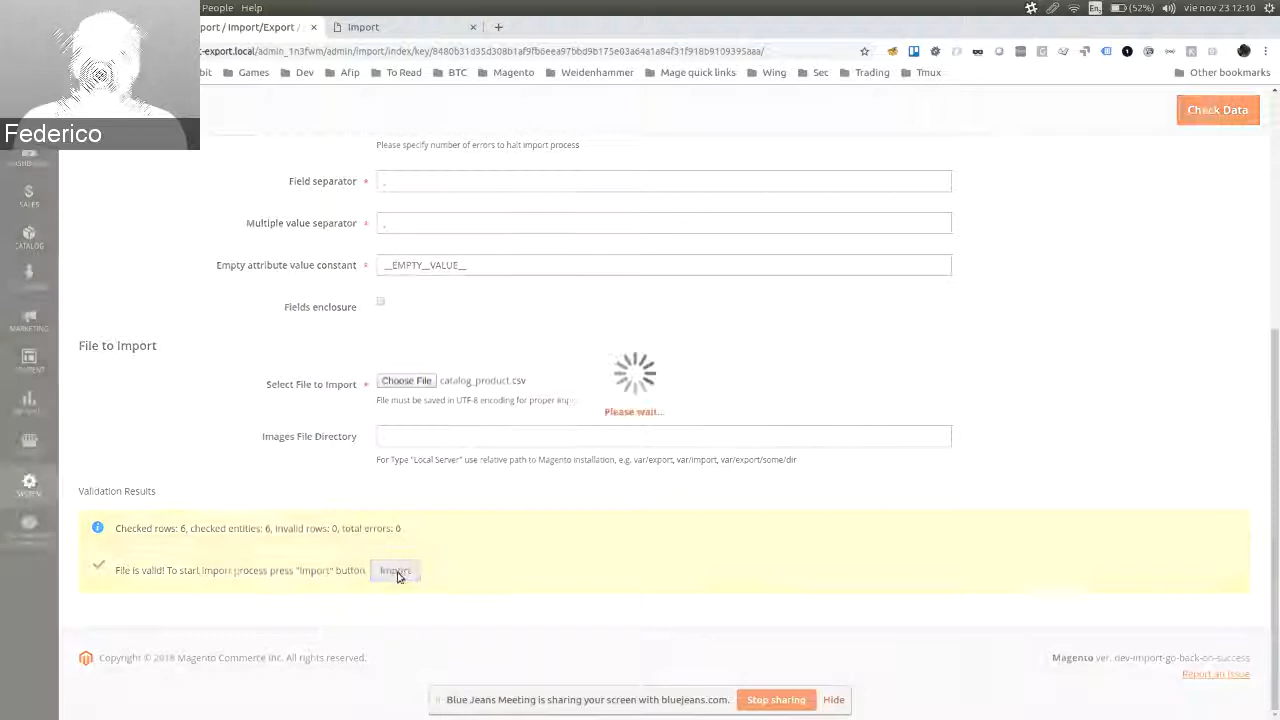 People Help
En (52%) vie nov 23 12:10
port / Import/Export / × Import × +
t-export.local/admin_1n3fwm/admin/import/index/key/8480b31d35d308b1af9fb6eea97bbd9b175e03a64a1a84f31f918b9109395aaa/
bit Games Dev Afip To Read BTC Magento Weidenhammer Mage quick links Wing Sec Trading Tmux Other bookmarks
Federico
Check Data
Please specify number of errors to halt import process
Field separator * ,
SALES
Multiple value separator * ,
CATALOG
Empty attribute value constant * __EMPTY__VALUE__
Fields enclosure
MARKETING
File to Import
Select File to Import * Choose File catalog_product.csv
File must be saved in UTF-8 encoding for proper import
Please wait...
Images File Directory
For Type "Local Server" use relative path to Magento installation, e.g. var/export, var/import, var/export/some/dir
SYSTEM
Validation Results
Checked rows: 6, checked entities: 6, invalid rows: 0, total errors: 0
File is valid! To start import process press "Import" button Import
Copyright © 2018 Magento Commerce Inc. All rights reserved.
Magento ver. dev-import-go-back-on-success
Report an Issue
Blue Jeans Meeting is sharing your screen with bluejeans.com. Stop sharing Hide